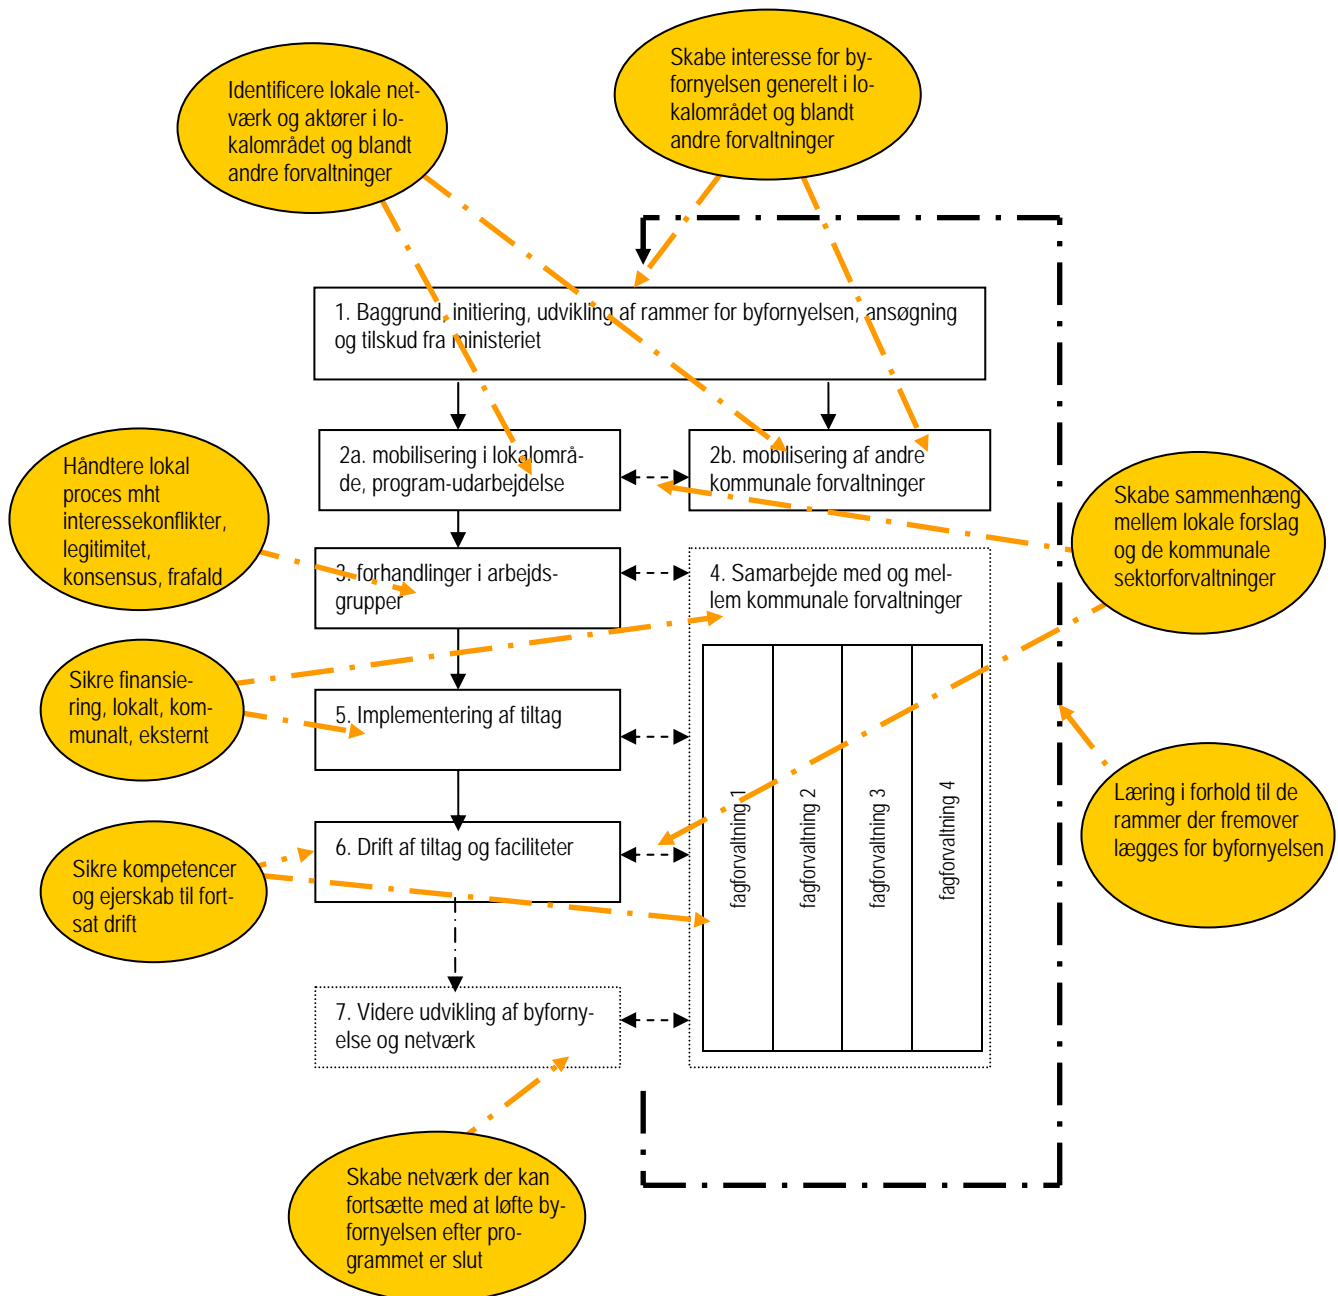 Skabe interesse for by-
fornyelsen generelt i lo-
kalområdet og blandt
andre forvaltninger
Identificere lokale net-
værk og aktører i lo-
kalområdet og blandt
andre forvaltninger
1. Baggrund, initiering, udvikling af rammer for byfornyelsen, ansøgning
og tilskud fra ministeriet
2a. mobilisering i lokalområ-
de, program-udarbejdelse
2b. mobilisering af andre
kommunale forvaltninger
Håndtere lokal
proces mht
interessekonflikter,
legitimitet,
konsensus, frafald
Skabe sammenhæng
mellem lokale forslag
og de kommunale
sektorforvaltninger
3. forhandlinger i arbejds-
grupper
4. Samarbejde med og mel-
lem kommunale forvaltninger
Sikre finansie-
ring, lokalt, kom-
munalt, eksternt
5. Implementering af tiltag
fagforvaltning 1
fagforvaltning 2
fagforvaltning 3
fagforvaltning 4
Læring i forhold til de
rammer der fremover
lægges for byfornyelsen
6. Drift af tiltag og faciliteter
Sikre kompetencer
og ejerskab til fort-
sat drift
7. Videre udvikling af byforny-
else og netværk
Skabe netværk der kan
fortsætte med at løfte by-
fornyelsen efter pro-
grammet er slut